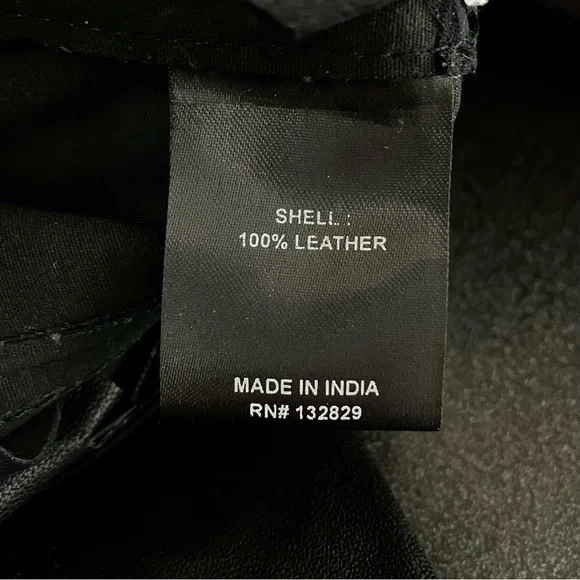 SHELL :
100% LEATHER
MADE IN INDIA
RN# 132829